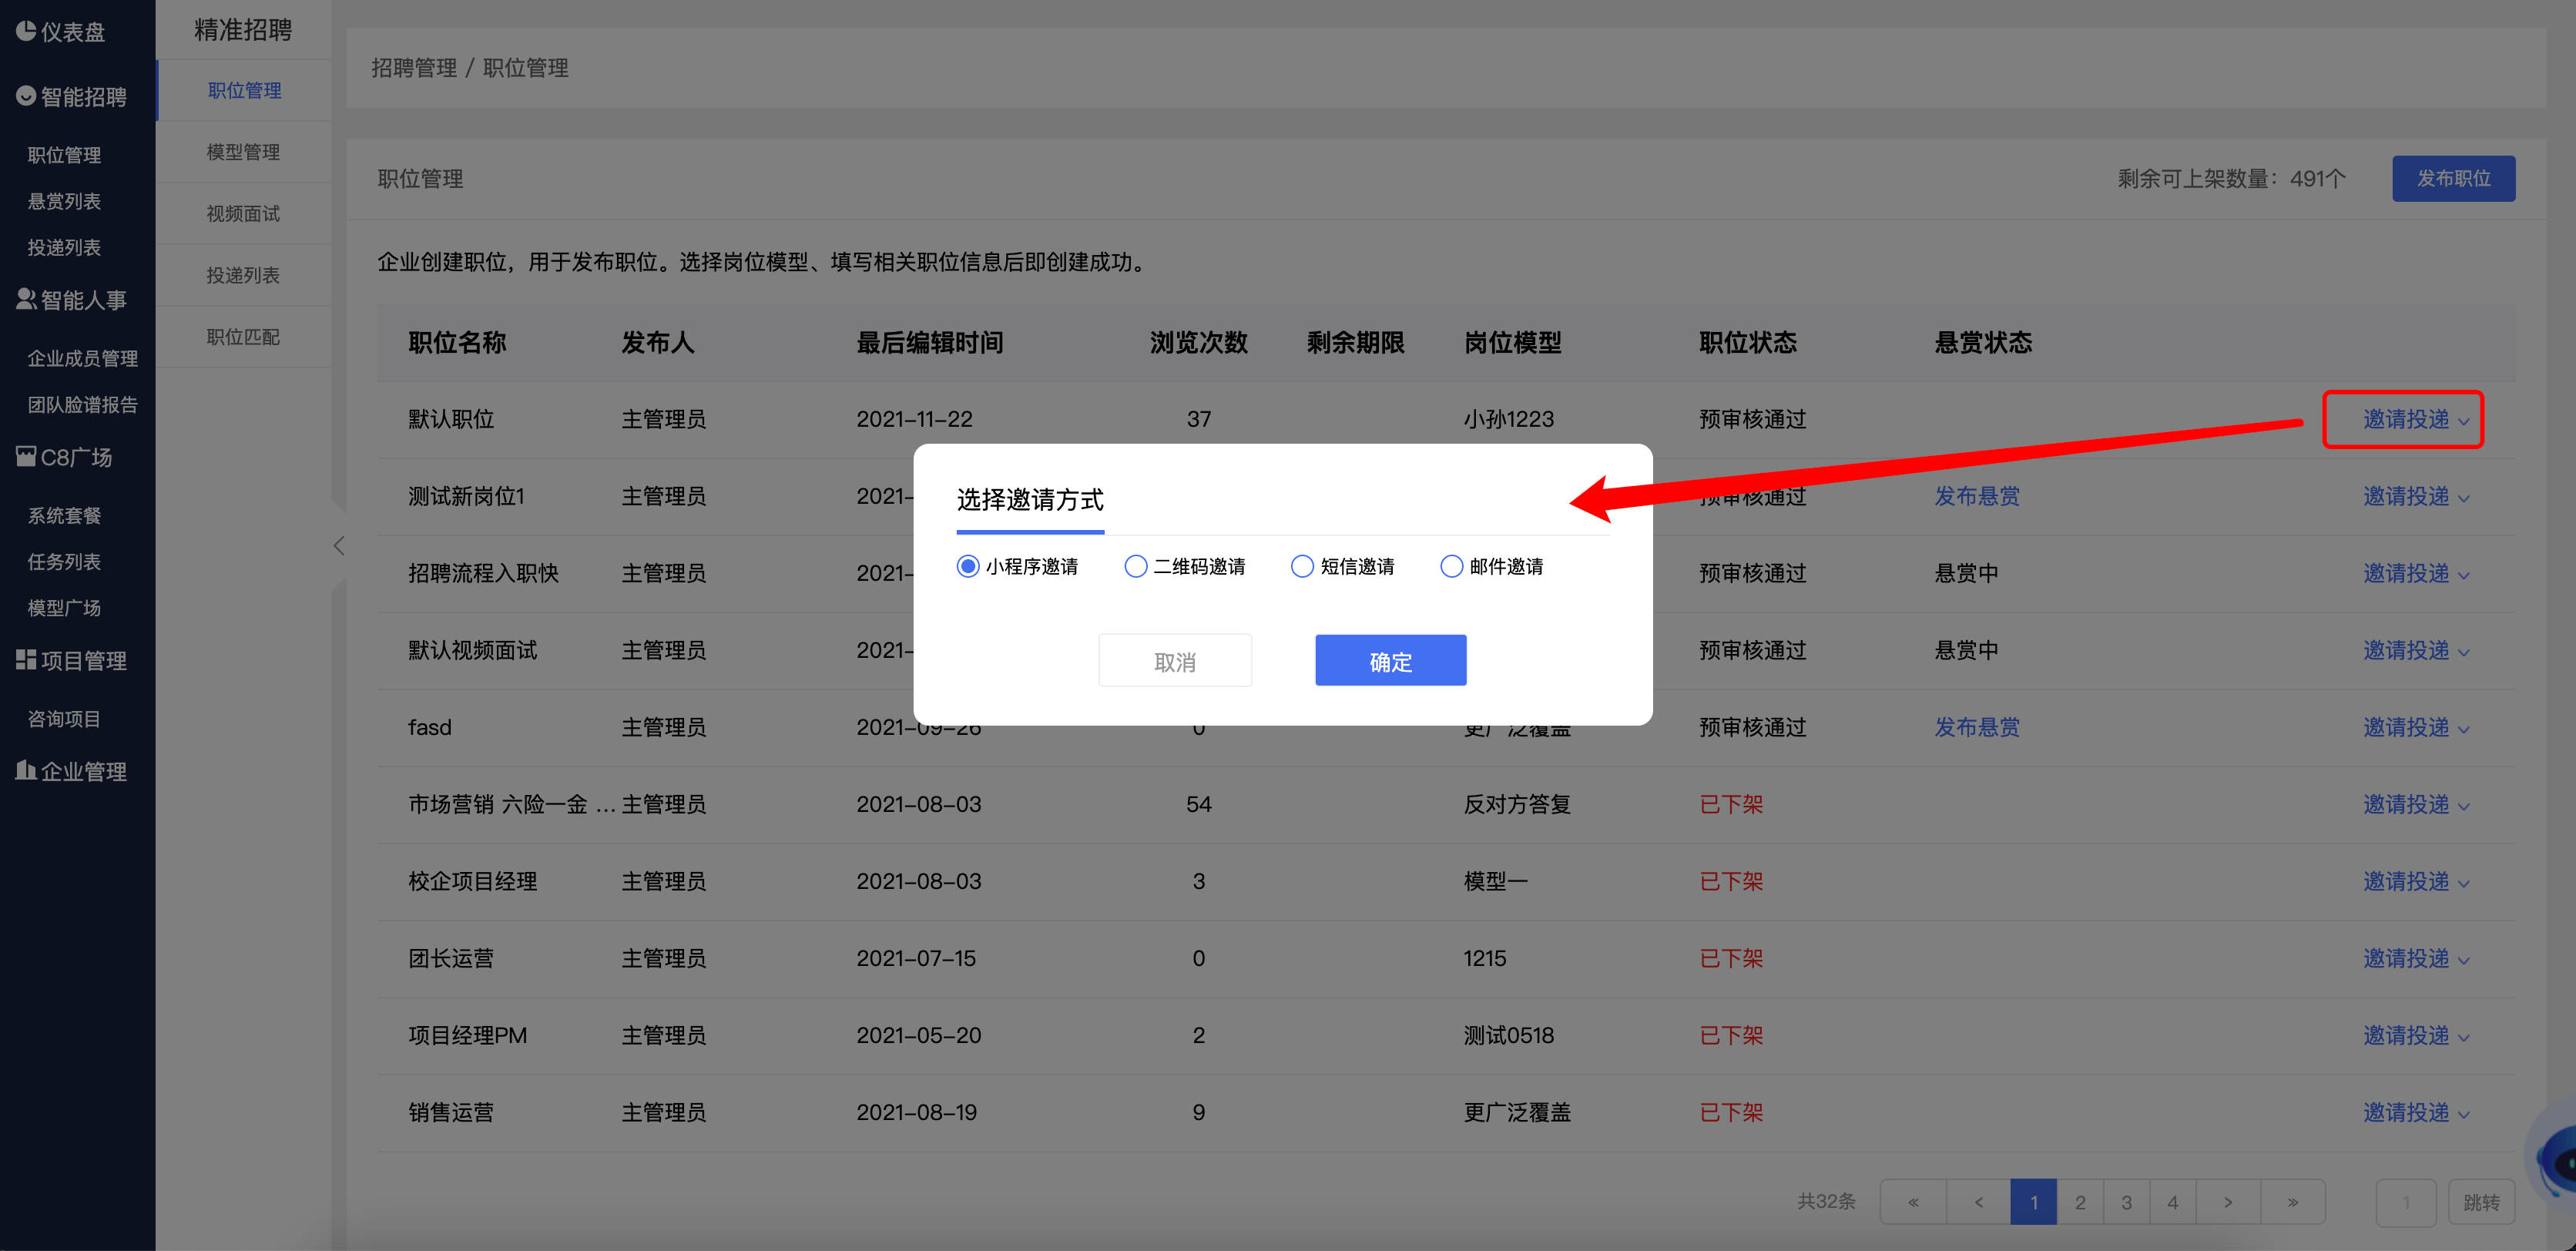 仪表盘
智能招聘
职位管理
悬赏列表
投递列表
智能人事
企业成员管理
团队脸谱报告
C8广场
系统套餐
任务列表
模型广场
项目管理
咨询项目
企业管理
精准招聘
职位管理
模型管理
视频面试
投递列表
职位匹配
招聘管理 / 职位管理
职位管理 剩余可上架数量：491个 发布职位
企业创建职位，用于发布职位。选择岗位模型、填写相关职位信息后即创建成功。
职位名称 发布人 最后编辑时间 浏览次数 剩余期限 岗位模型 职位状态 悬赏状态
默认职位 主管理员 2021-11-22 37 小孙1223 预审核通过 邀请投递
测试新岗位1 主管理员 2021- 预审核通过 发布悬赏 邀请投递
招聘流程入职快 主管理员 2021- 预审核通过 悬赏中 邀请投递
默认视频面试 主管理员 2021- 预审核通过 悬赏中 邀请投递
fasd 主管理员 2021-09-26 0 更广泛覆盖 预审核通过 发布悬赏 邀请投递
市场营销 六险一金 ... 主管理员 2021-08-03 54 反对方答复 已下架 邀请投递
校企项目经理 主管理员 2021-08-03 3 模型一 已下架 邀请投递
团长运营 主管理员 2021-07-15 0 1215 已下架 邀请投递
项目经理PM 主管理员 2021-05-20 2 测试0518 已下架 邀请投递
销售运营 主管理员 2021-08-19 9 更广泛覆盖 已下架 邀请投递
选择邀请方式
小程序邀请 二维码邀请 短信邀请 邮件邀请
取消 确定
共32条 « < 1 2 3 4 > » 1 跳转